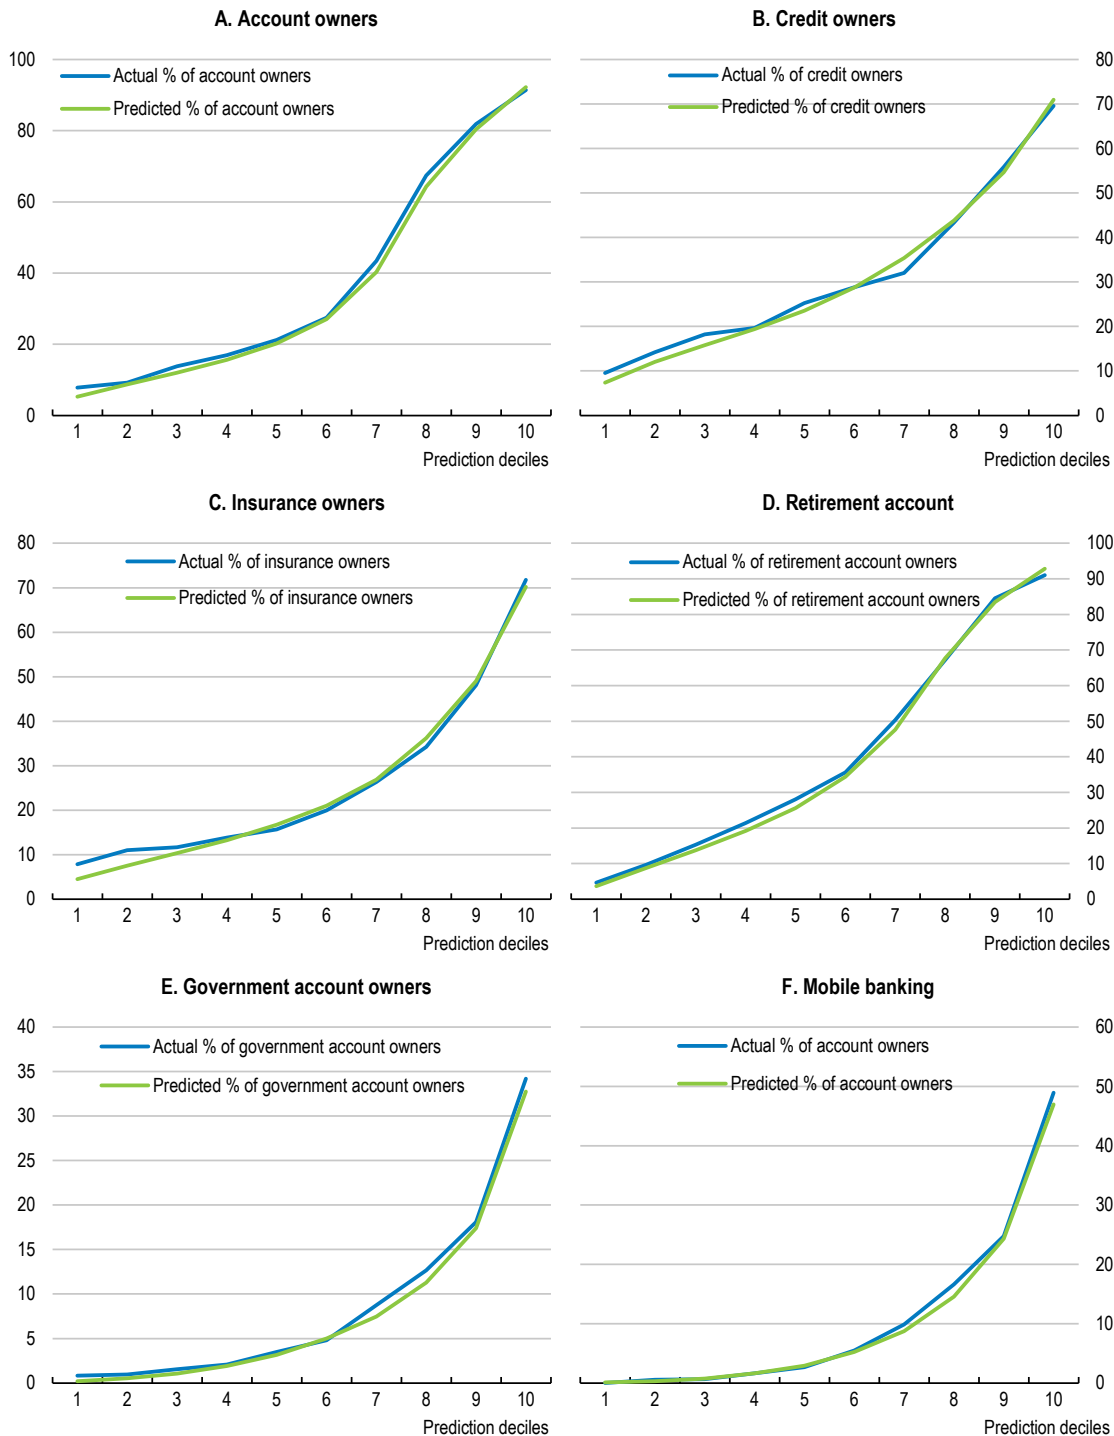 A. Account owners
100
80
60
40
20
0
Actual % of account owners
Predicted % of account owners
1 2 3 4 5 6 7 8 9 10
Prediction deciles
B. Credit owners
80
70
60
50
40
30
20
10
0
Actual % of credit owners
Predicted % of credit owners
1 2 3 4 5 6 7 8 9 10
Prediction deciles
C. Insurance owners
80
70
60
50
40
30
20
10
0
Actual % of insurance owners
Predicted % of insurance owners
1 2 3 4 5 6 7 8 9 10
Prediction deciles
D. Retirement account
100
90
80
70
60
50
40
30
20
10
0
Actual % of retirement account owners
Predicted % of retirement account owners
1 2 3 4 5 6 7 8 9 10
Prediction deciles
E. Government account owners
40
35
30
25
20
15
10
5
0
Actual % of government account owners
Predicted % of government account owners
1 2 3 4 5 6 7 8 9 10
Prediction deciles
F. Mobile banking
60
50
40
30
20
10
0
Actual % of account owners
Predicted % of account owners
1 2 3 4 5 6 7 8 9 10
Prediction deciles